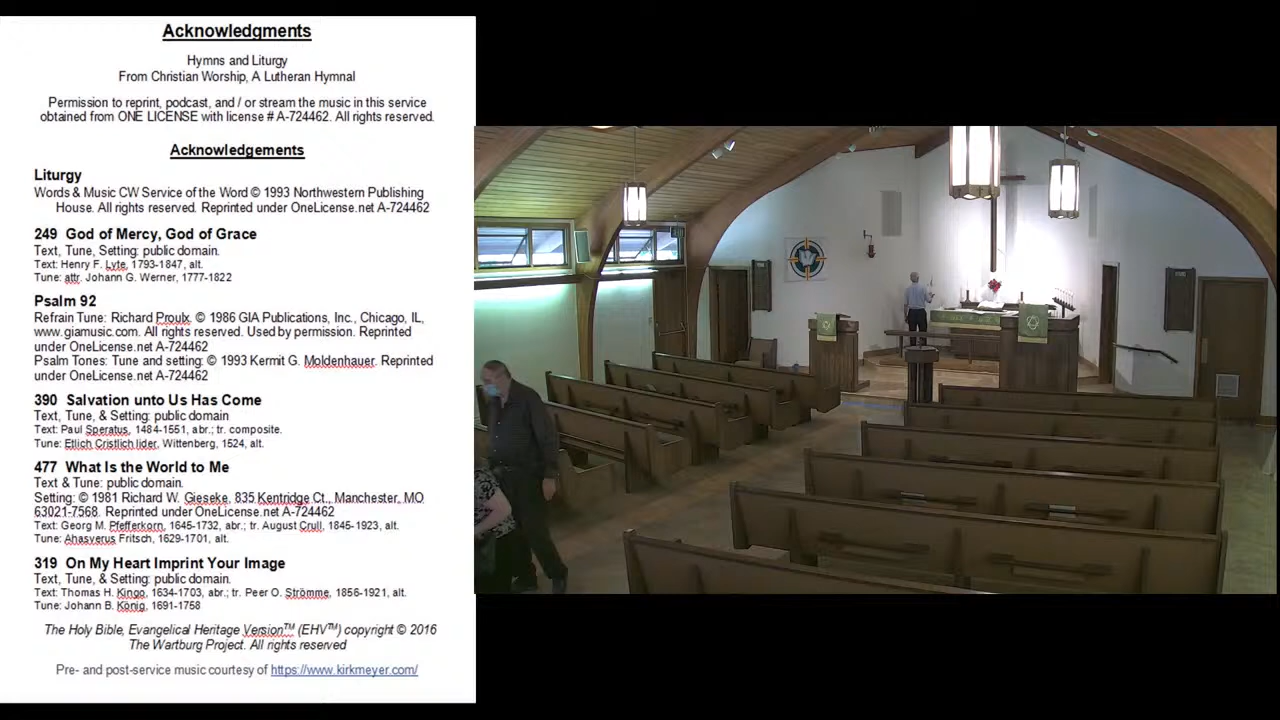 Acknowledgments
Hymns and Liturgy
From Christian Worship, A Lutheran Hymnal
Permission to reprint, podcast, and / or stream the music in this service
obtained from ONE LICENSE with license # A-724462. All rights reserved.
Acknowledgements
Liturgy
Words & Music CW Service of the Word © 1993 Northwestern Publishing
House. All rights reserved. Reprinted under OneLicense.net A-724462
249 God of Mercy, God of Grace
Text, Tune, Setting: public domain.
Text: Henry F. Lyte, 1793-1847, alt.
Tune: attr. Johann G. Werner, 1777-1822
Psalm 92
Refrain Tune: Richard Proulx. © 1986 GIA Publications, Inc., Chicago, IL,
www.giamusic.com. All rights reserved. Used by permission. Reprinted
under OneLicense.net A-724462
Psalm Tones: Tune and setting: © 1993 Kermit G. Moldenhauer. Reprinted
under OneLicense.net A-724462
390 Salvation unto Us Has Come
Text, Tune, & Setting: public domain
Text: Paul Speratus, 1484-1551, abr.; tr. composite.
Tune: Etlich Cristlich lider, Wittenberg, 1524, alt.
477 What Is the World to Me
Text & Tune: public domain.
Setting: © 1981 Richard W. Gieseke, 835 Kentridge Ct., Manchester, MO
63021-7568. Reprinted under OneLicense.net A-724462
Text: Georg M. Pfefferkorn, 1645-1732, abr.; tr. August Crull, 1845-1923, alt.
Tune: Ahasverus Fritsch, 1629-1701, alt.
319 On My Heart Imprint Your Image
Text, Tune, & Setting: public domain.
Text: Thomas H. Kingo, 1634-1703, abr.; tr. Peer O. Strömme, 1856-1921, alt.
Tune: Johann B. König, 1691-1758
The Holy Bible, Evangelical Heritage Version™ (EHV™) copyright © 2016
The Wartburg Project. All rights reserved
Pre- and post-service music courtesy of https://www.kirkmeyer.com/